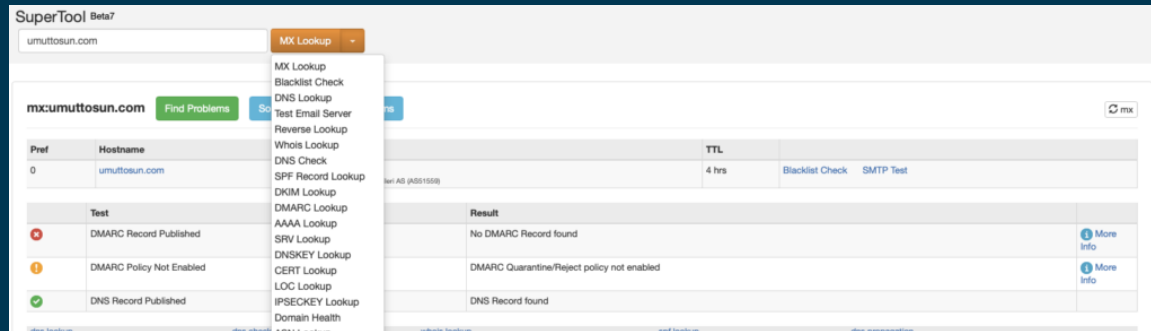 SuperTool Beta7
umuttosun.com
MX Lookup
MX Lookup
Blacklist Check
DNS Lookup
Test Email Server
Reverse Lookup
Whois Lookup
DNS Check
SPF Record Lookup
DKIM Lookup
DMARC Lookup
AAAA Lookup
SRV Lookup
DNSKEY Lookup
CERT Lookup
LOC Lookup
IPSECKEY Lookup
Domain Health
mx:umuttosun.com
Find Problems
mx
Pref Hostname TTL
0 umuttosun.com leri AS (AS51559) 4 hrs Blacklist Check SMTP Test
Test Result
DMARC Record Published No DMARC Record found More Info
DMARC Policy Not Enabled DMARC Quarantine/Reject policy not enabled More Info
DNS Record Published DNS Record found